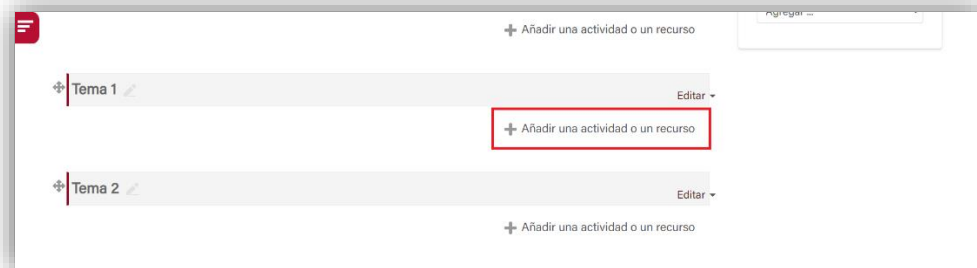 Añadir una actividad o un recurso
Agregar ...
Tema 1
Editar
Añadir una actividad o un recurso
Tema 2
Editar
Añadir una actividad o un recurso